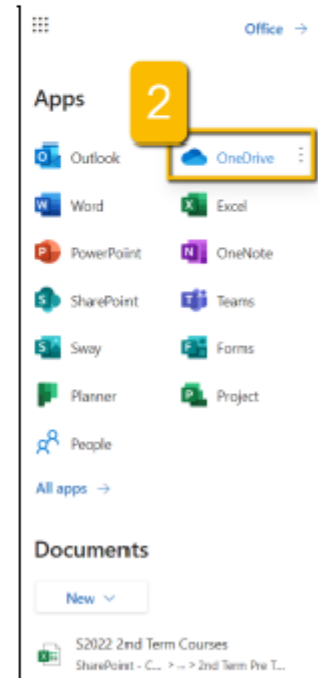 Office →
Apps
2
Outlook
OneDrive
Word
Excel
PowerPoint
OneNote
SharePoint
Teams
Sway
Forms
Planner
Project
People
All apps →
Documents
New
S2022 2nd Term Courses
SharePoint - C... > ... > 2nd Term Pre T...